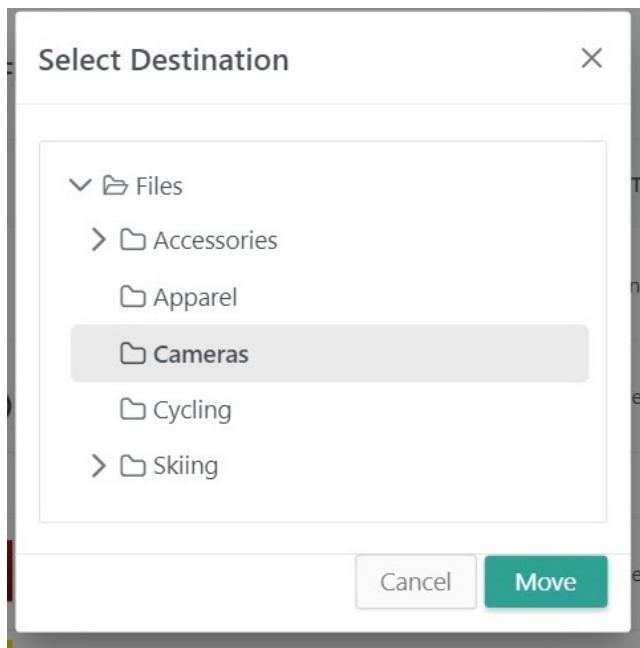 Select Destination
Files
Accessories
Apparel
Cameras
Cycling
Skiing
Cancel
Move